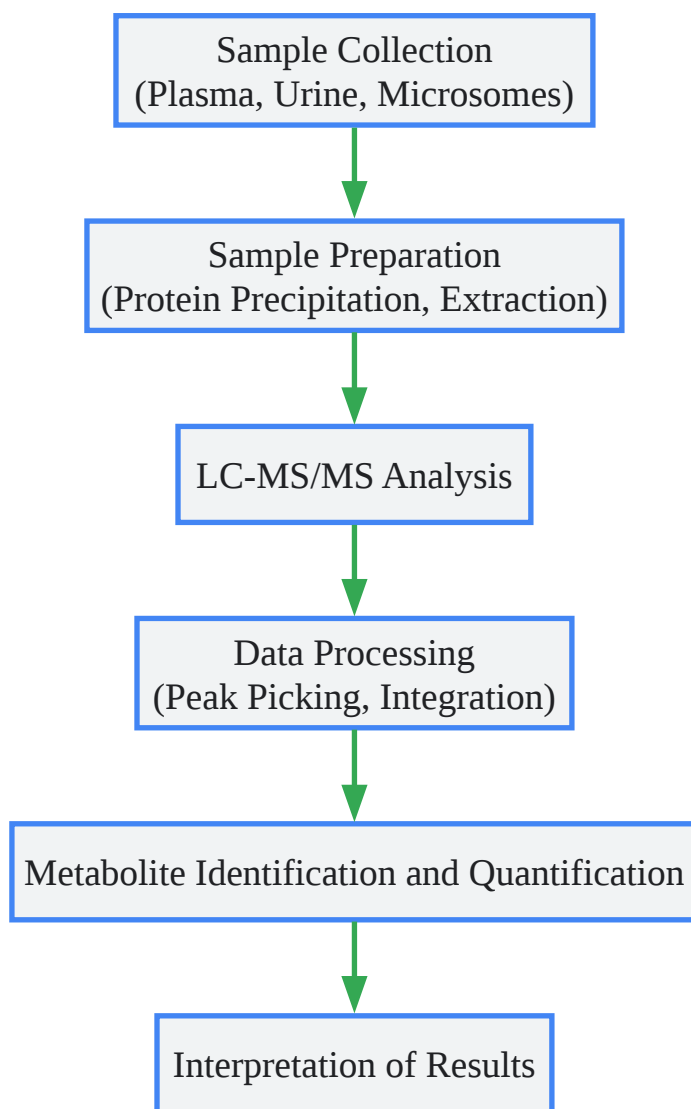 Sample Collection
(Plasma, Urine, Microsomes)
Sample Preparation
(Protein Precipitation, Extraction)
LC-MS/MS Analysis
Data Processing
(Peak Picking, Integration)
Metabolite Identification and Quantification
Interpretation of Results